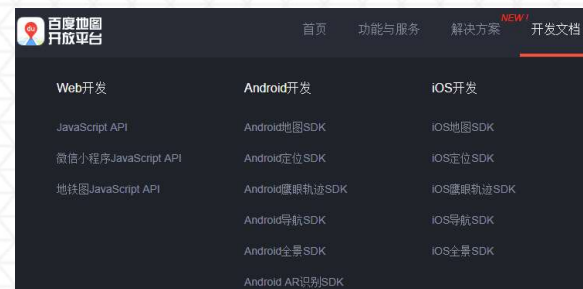 du
百度地图
开放平台
首页 功能与服务 解决方案 NEW! 开发文档
Web开发
JavaScript API
微信小程序JavaScript API
地铁图JavaScript API
Android开发
Android地图SDK
Android定位SDK
Android鹰眼轨迹SDK
Android导航SDK
Android全景SDK
Android AR识别SDK
iOS开发
iOS地图SDK
iOS定位SDK
iOS鹰眼轨迹SDK
iOS导航SDK
iOS全景SDK